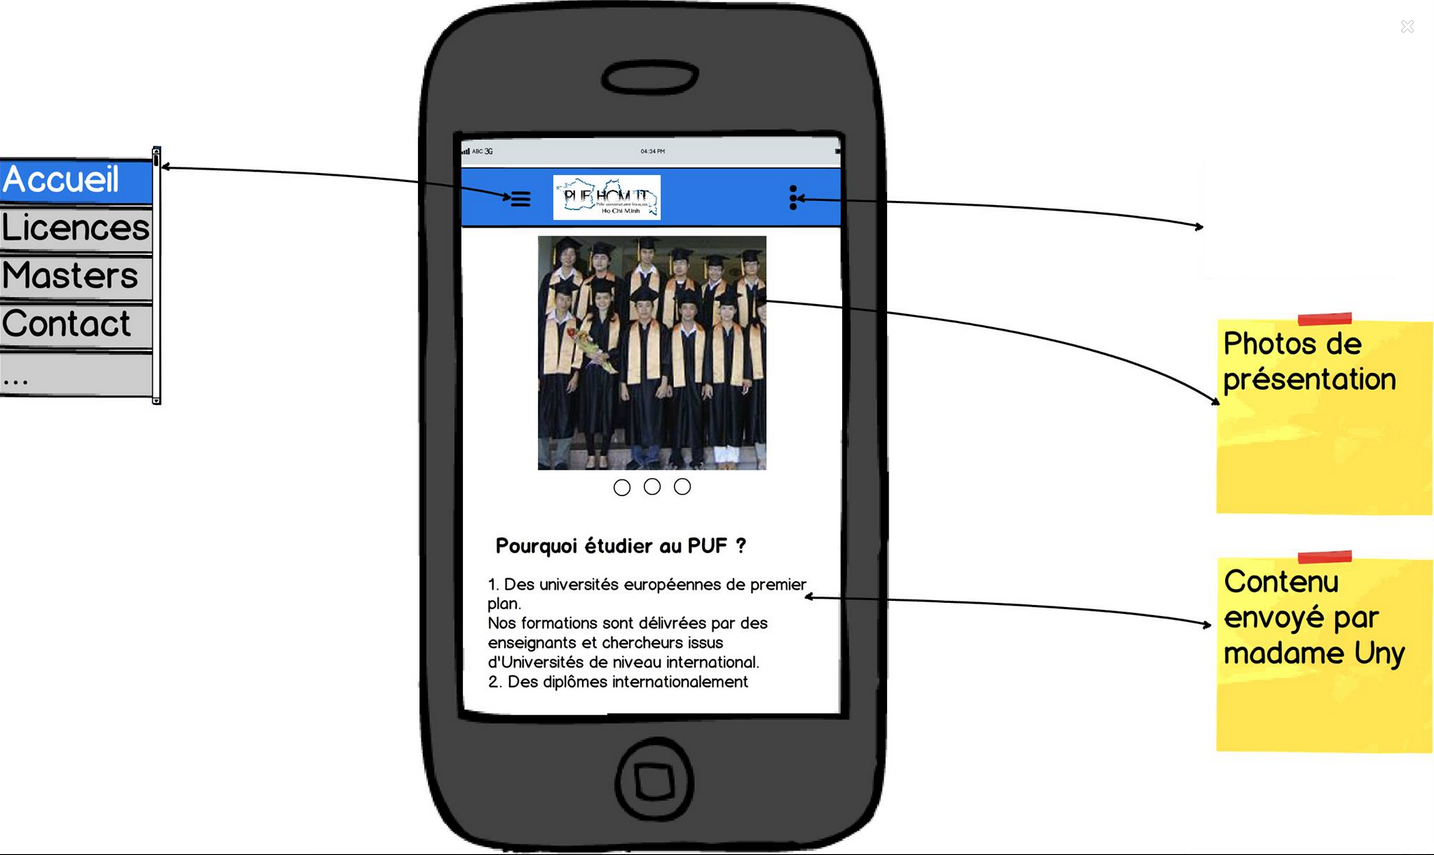 Accueil
Licences
Masters
Contact
...
ABC 3G
04:34 PM
PUF HCM IT
Ho Chi Minh
Pourquoi étudier au PUF ?
1. Des universités européennes de premier
plan.
Nos formations sont délivrées par des
enseignants et chercheurs issus
d'Universités de niveau international.
2. Des diplômes internationalement
Photos de
présentation
Contenu
envoyé par
madame Uny